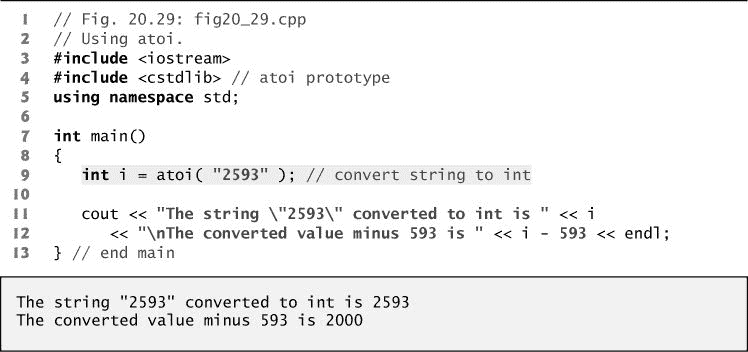 1 // Fig. 20.29: fig20_29.cpp
2 // Using atoi.
3 #include <iostream>
4 #include <cstdlib> // atoi prototype
5 using namespace std;
6
7 int main()
8 {
9 int i = atoi( "2593" ); // convert string to int
10
11 cout << "The string \"2593\" converted to int is " << i
12 << "\nThe converted value minus 593 is " << i - 593 << endl;
13 } // end main
The string "2593" converted to int is 2593
The converted value minus 593 is 2000